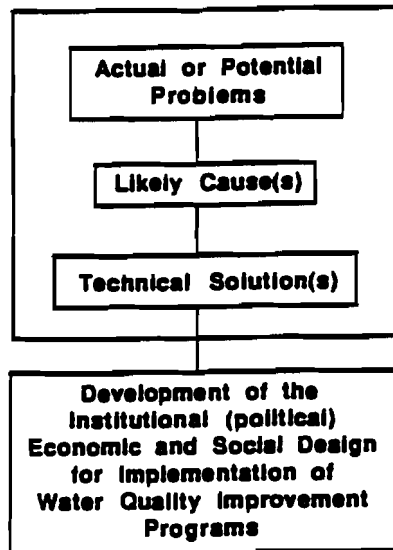 Actual or Potential
Problems
Likely Cause(s)
Technical Solution(s)
Development of the
Institutional (political)
Economic and Social Design
for Implementation of
Water Quality Improvement
Programs